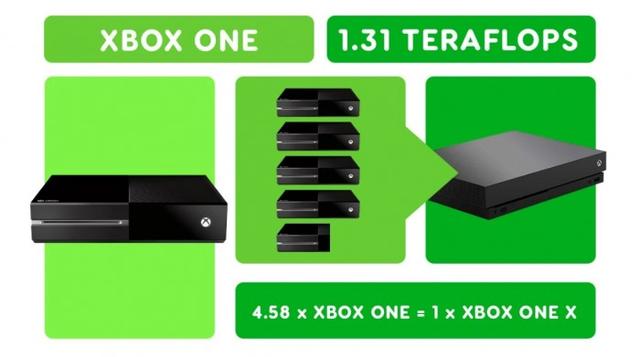 XBOX ONE
1.31 TERAFLOPS
4.58 x XBOX ONE = 1 x XBOX ONE X